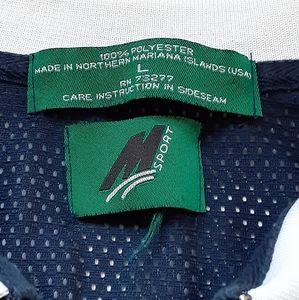 100% POLYESTER
L
MADE IN NORTHERN MARIANA ISLANDS (USA)
RN 73277
CARE INSTRUCTION IN SIDESEAM
M
SPORT